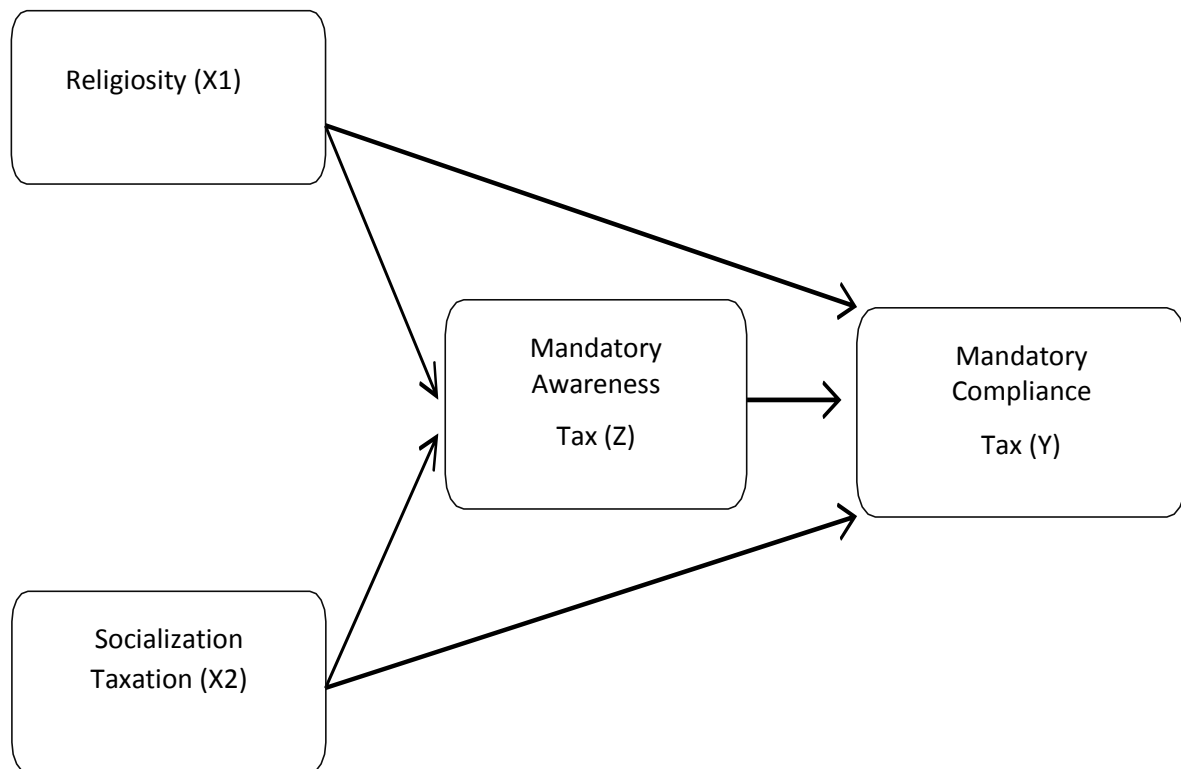 Religiosity (X1)
Mandatory
Awareness
Tax (Z)
Mandatory
Compliance
Tax (Y)
Socialization
Taxation (X2)